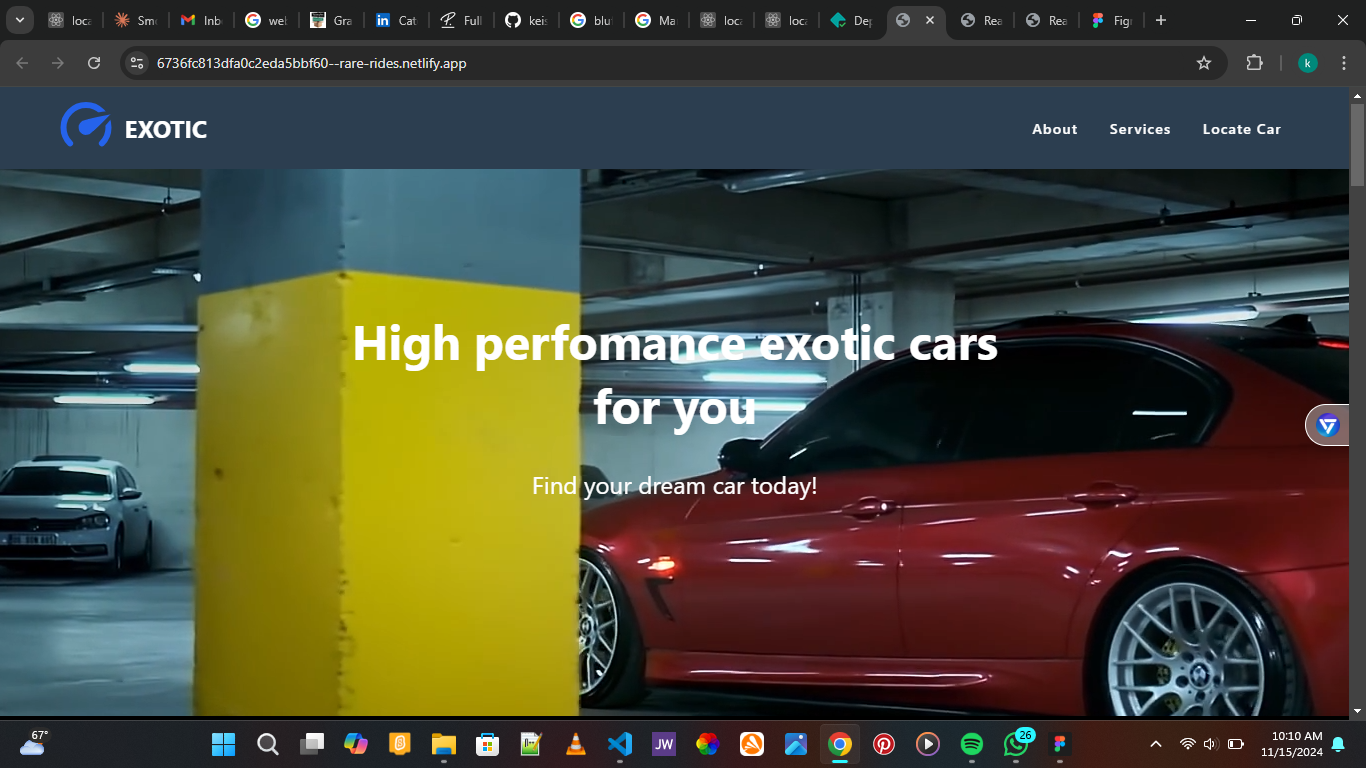 loca
Smo
Inbo
wel
Gra
Cat
Full
keis
blu
Ma
loca
loca
Dep
Rea
Rea
Figr
6736fc813dfa0c2eda5bbf60--rare-rides.netlify.app
k
EXOTIC
About Services Locate Car
High perfomance exotic cars
for you
Find your dream car today!
67°
JW
26
10:10 AM
11/15/2024